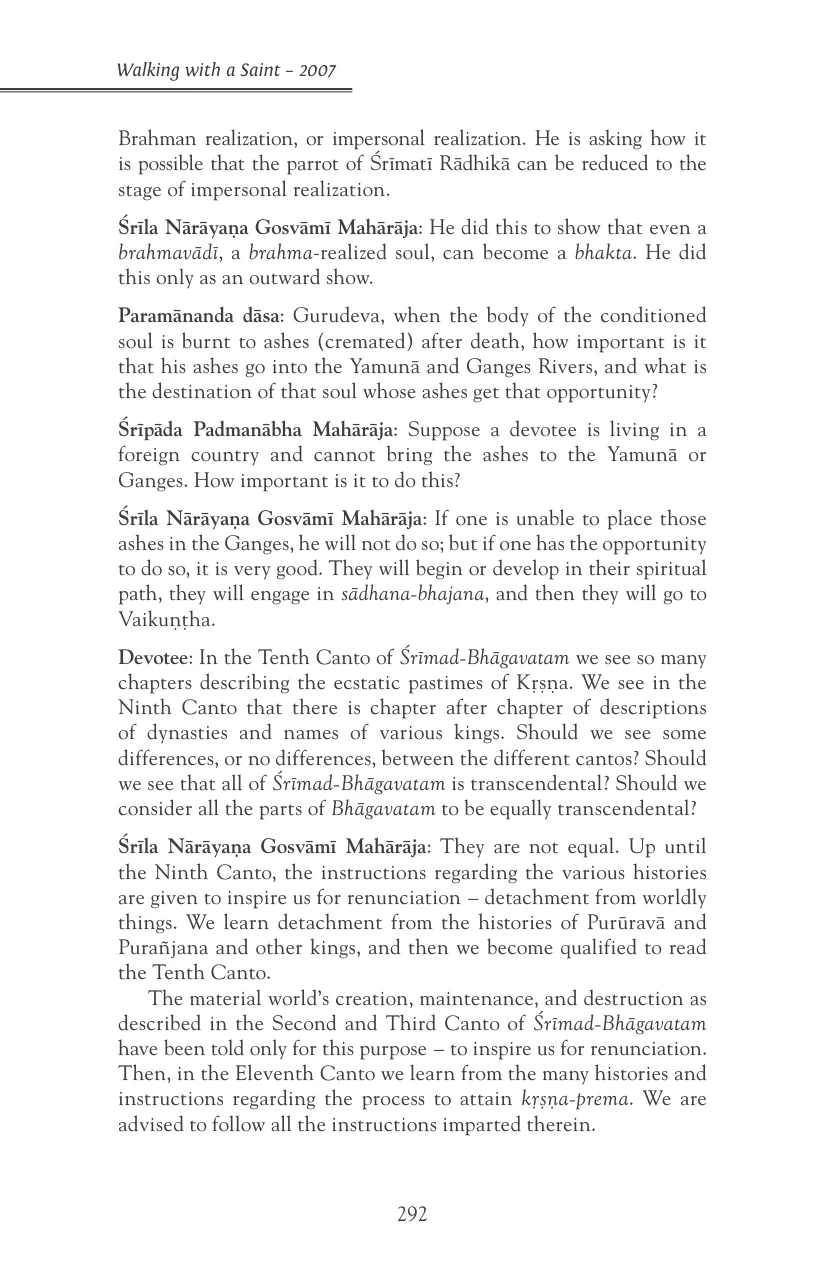 Walking with a Saint – 2007
Brahman realization, or impersonal realization. He is asking how it
is possible that the parrot of Śrīmatī Rādhikā can be reduced to the
stage of impersonal realization.
Śrīla Nārāyaṇa Gosvāmī Mahārāja: He did this to show that even a
brahmavādī, a brahma-realized soul, can become a bhakta. He did
this only as an outward show.
Paramānanda dāsa: Gurudeva, when the body of the conditioned
soul is burnt to ashes (cremated) after death, how important is it
that his ashes go into the Yamunā and Ganges Rivers, and what is
the destination of that soul whose ashes get that opportunity?
Śrīpāda Padmanābha Mahārāja: Suppose a devotee is living in a
foreign country and cannot bring the ashes to the Yamunā or
Ganges. How important is it to do this?
Śrīla Nārāyaṇa Gosvāmī Mahārāja: If one is unable to place those
ashes in the Ganges, he will not do so; but if one has the opportunity
to do so, it is very good. They will begin or develop in their spiritual
path, they will engage in sādhana-bhajana, and then they will go to
Vaikuṇṭha.
Devotee: In the Tenth Canto of Śrīmad-Bhāgavatam we see so many
chapters describing the ecstatic pastimes of Kṛṣṇa. We see in the
Ninth Canto that there is chapter after chapter of descriptions
of dynasties and names of various kings. Should we see some
differences, or no differences, between the different cantos? Should
we see that all of Śrīmad-Bhāgavatam is transcendental? Should we
consider all the parts of Bhāgavatam to be equally transcendental?
Śrīla Nārāyaṇa Gosvāmī Mahārāja: They are not equal. Up until
the Ninth Canto, the instructions regarding the various histories
are given to inspire us for renunciation – detachment from worldly
things. We learn detachment from the histories of Purūravā and
Purañjana and other kings, and then we become qualified to read
the Tenth Canto.
The material world's creation, maintenance, and destruction as
described in the Second and Third Canto of Śrīmad-Bhāgavatam
have been told only for this purpose – to inspire us for renunciation.
Then, in the Eleventh Canto we learn from the many histories and
instructions regarding the process to attain kṛṣṇa-prema. We are
advised to follow all the instructions imparted therein.
292